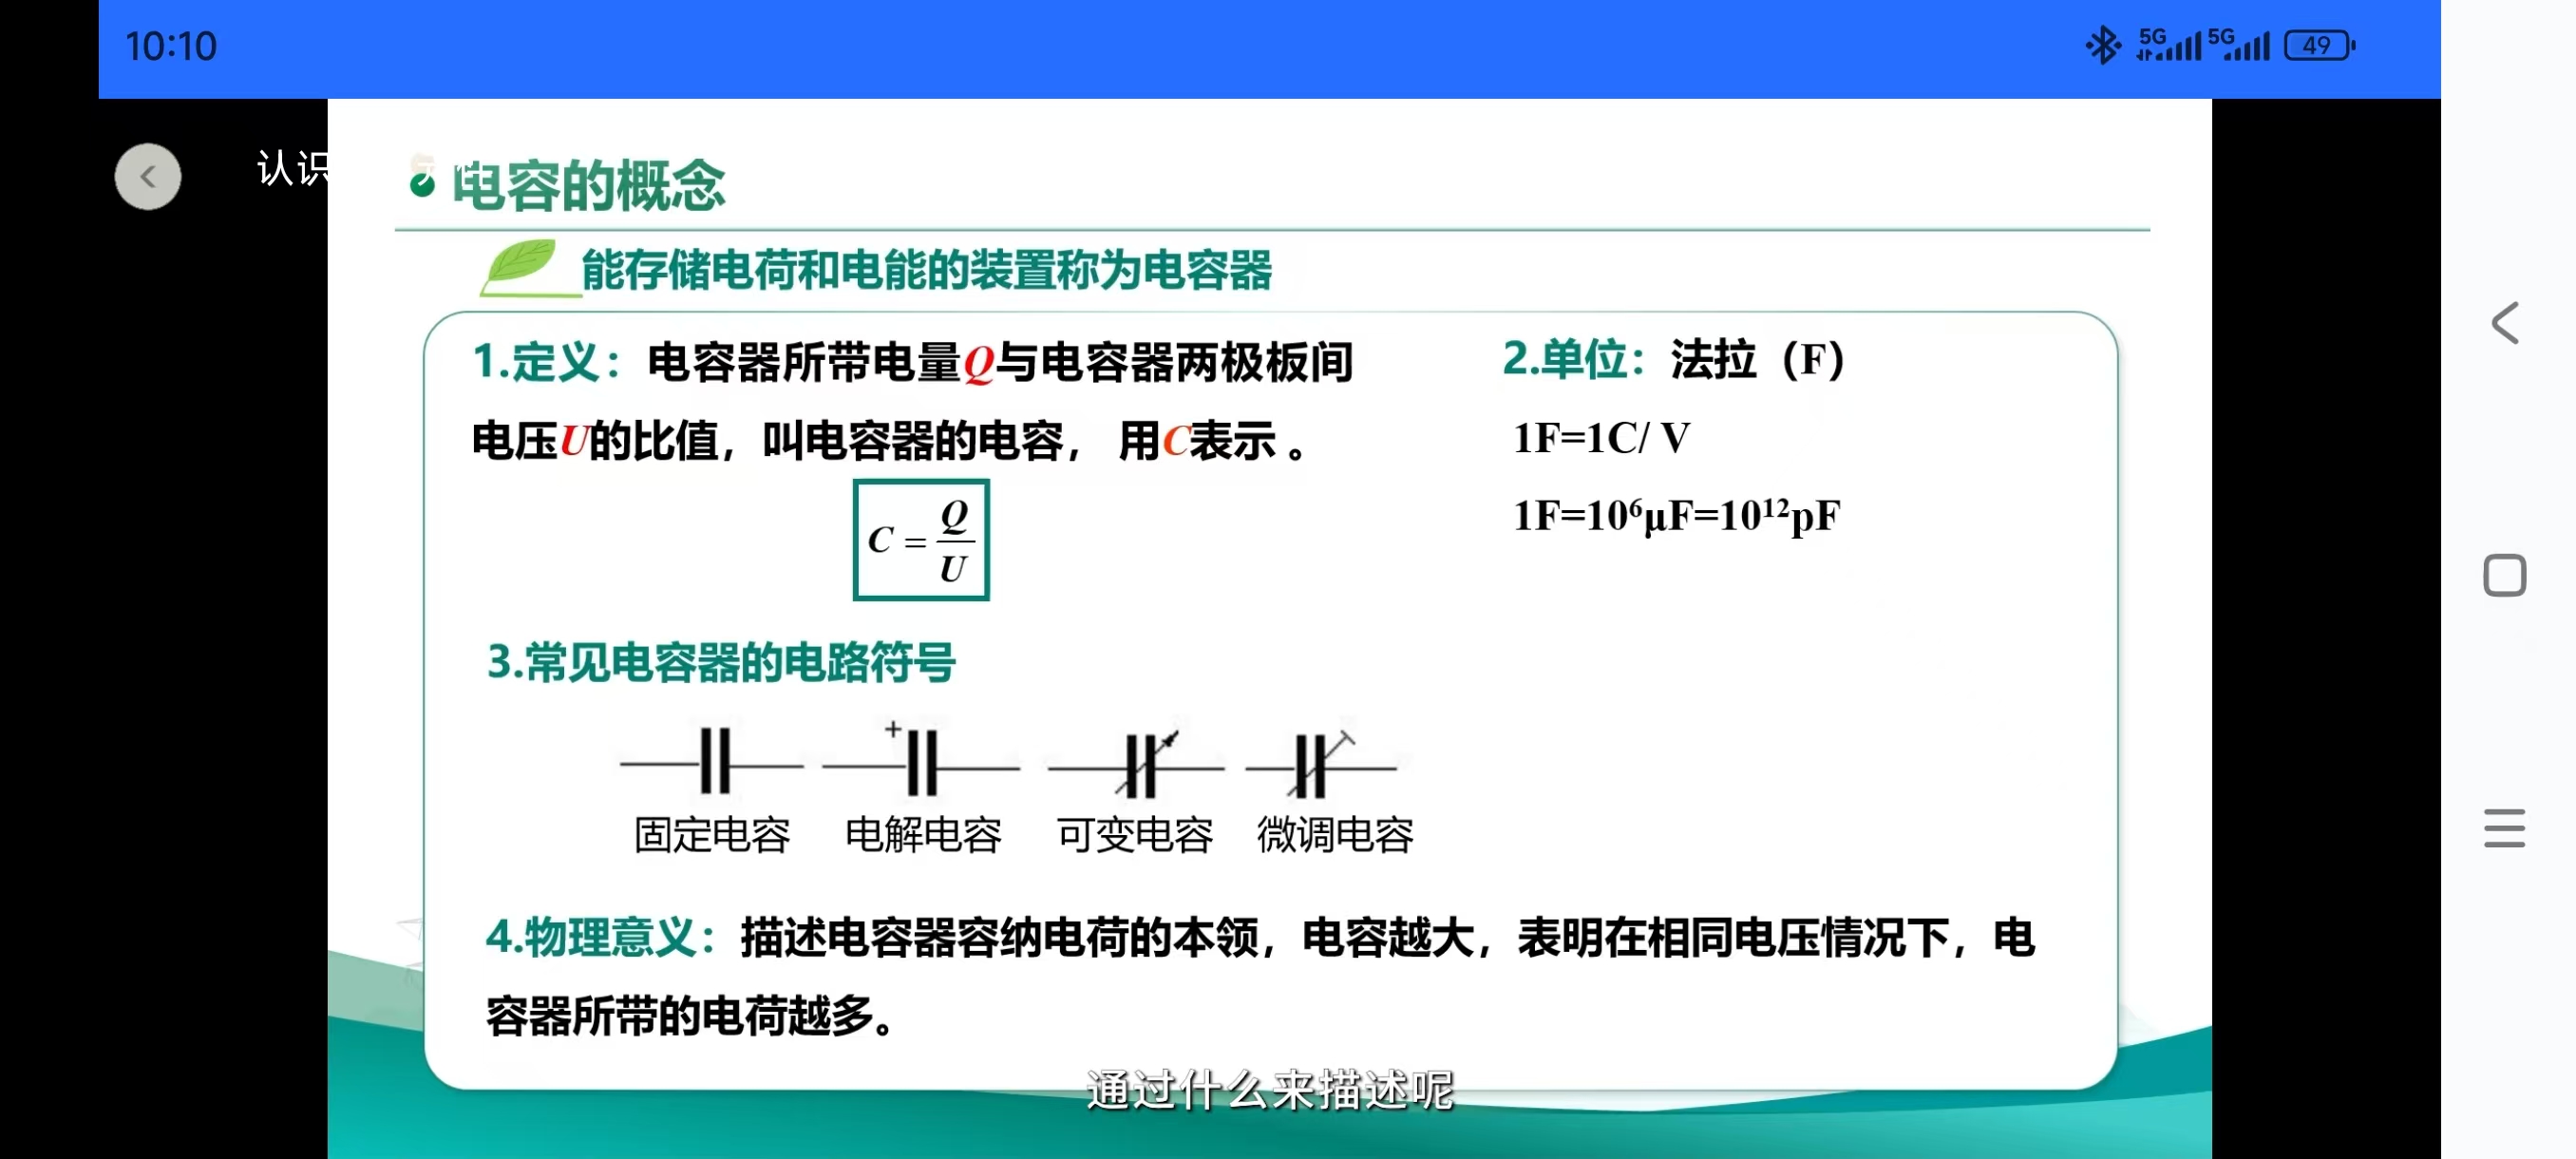 10:10
5G 5G 49
认识
电容的概念
能存储电荷和电能的装置称为电容器
1.定义：电容器所带电量Q与电容器两极板间
电压U的比值，叫电容器的电容，用C表示。
C = Q/U
2.单位：法拉（F）
1F=1C/ V
1F=10⁶μF=10¹²pF
3.常见电容器的电路符号
+
固定电容 电解电容 可变电容 微调电容
4.物理意义：描述电容器容纳电荷的本领，电容越大，表明在相同电压情况下，电
容器所带的电荷越多。
通过什么来描述呢